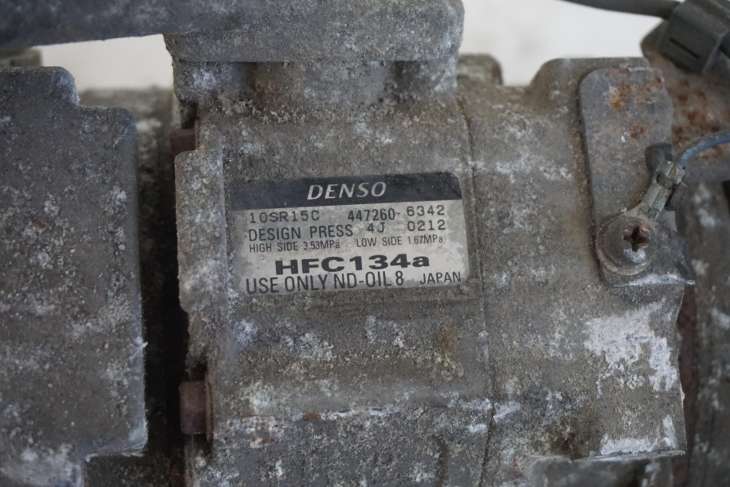 DENSO
10SR15C 447260-6342
DESIGN PRESS 4J 0212
HIGH SIDE 3.53MPa LOW SIDE 1.67MPa
HFC134a
USE ONLY ND-OIL 8 JAPAN